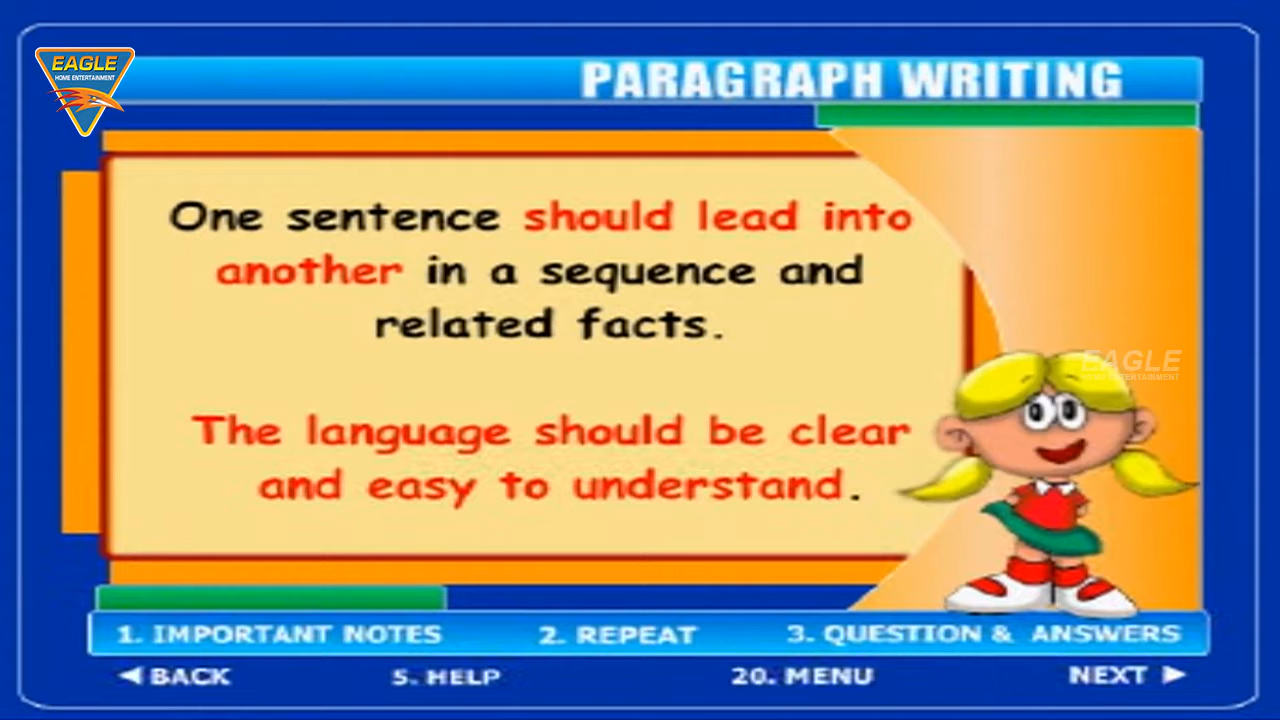 EAGLE
HOME ENTERTAINMENT
PARAGRAPH WRITING
One sentence should lead into
another in a sequence and
related facts.
The language should be clear
and easy to understand.
EAGLE
HOME ENTERTAINMENT
1. IMPORTANT NOTES 2. REPEAT 3. QUESTION & ANSWERS
◀ BACK 5. HELP 20. MENU NEXT ▶